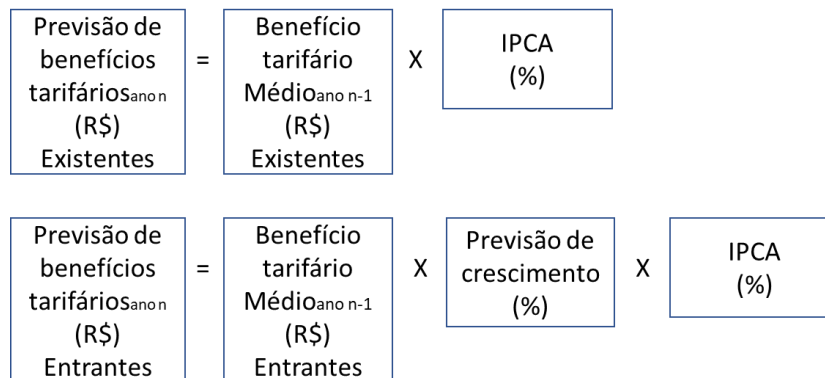 Previsão de
benefícios
tarifáriosano n
(R$)
Existentes
=
Benefício
tarifário
Médioano n-1
(R$)
Existentes
X
IPCA
(%)
Previsão de
benefícios
tarifáriosano n
(R$)
Entrantes
=
Benefício
tarifário
Médioano n-1
(R$)
Entrantes
X
Previsão de
crescimento
(%)
X
IPCA
(%)